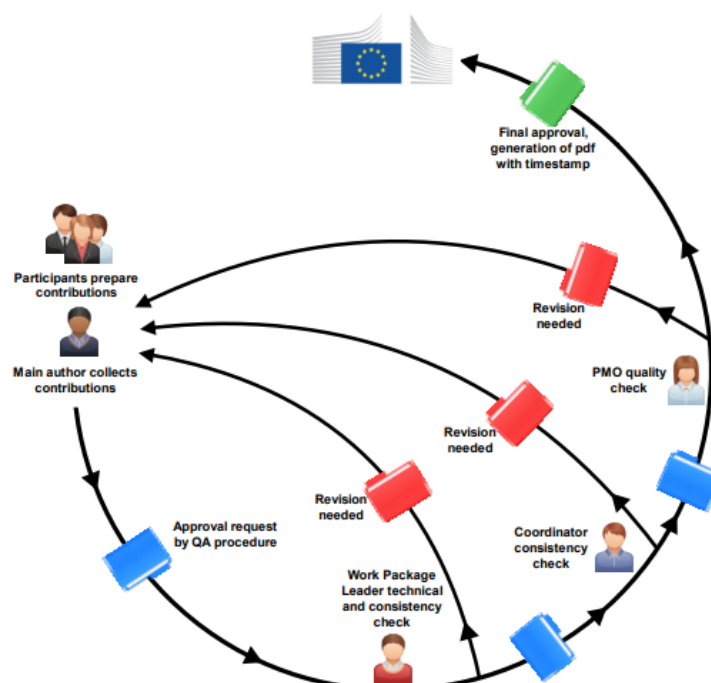 Final approval,
generation of pdf
with timestamp
Participants prepare
contributions
Revision
needed
Main author collects
contributions
PMO quality
check
Revision
needed
Revision
needed
Approval request
by QA procedure
Coordinator
consistency
check
Work Package
Leader technical
and consistency
check